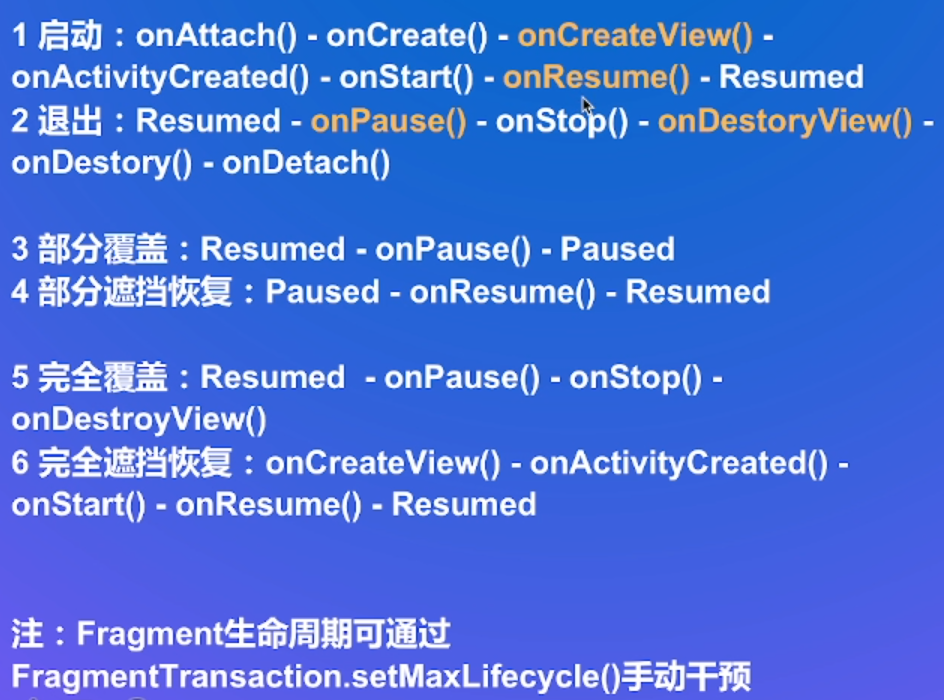 1 启动：onAttach() - onCreate() - onCreateView() -
onActivityCreated() - onStart() - onResume() - Resumed
2 退出：Resumed - onPause() - onStop() - onDestoryView() -
onDestory() - onDetach()
3 部分覆盖：Resumed - onPause() - Paused
4 部分遮挡恢复：Paused - onResume() - Resumed
5 完全覆盖：Resumed - onPause() - onStop() -
onDestroyView()
6 完全遮挡恢复：onCreateView() - onActivityCreated() -
onStart() - onResume() - Resumed
注：Fragment生命周期可通过
FragmentTransaction.setMaxLifecycle()手动干预